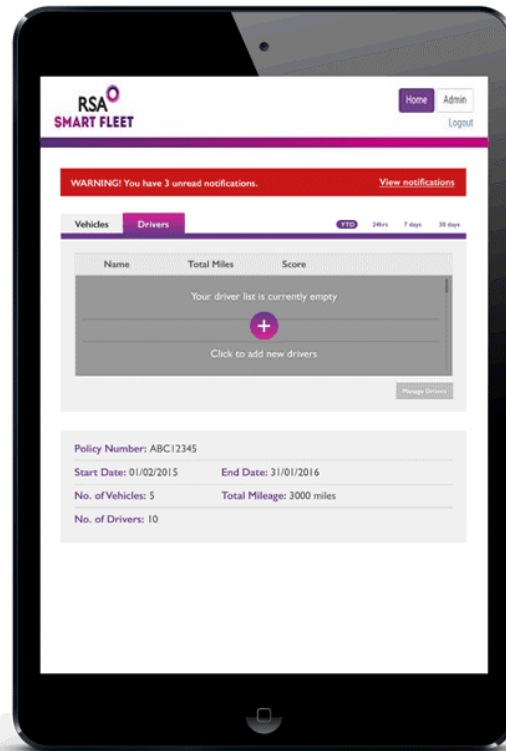 RSA
SMART FLEET
Home Admin
Logout
WARNING! You have 3 unread notifications. View notifications
Vehicles Drivers YTD 24hrs 7 days 30 days
Name Total Miles Score
Your driver list is currently empty
+
Click to add new drivers
Manage Drivers
Policy Number: ABC12345
Start Date: 01/02/2015 End Date: 31/01/2016
No. of Vehicles: 5 Total Mileage: 3000 miles
No. of Drivers: 10